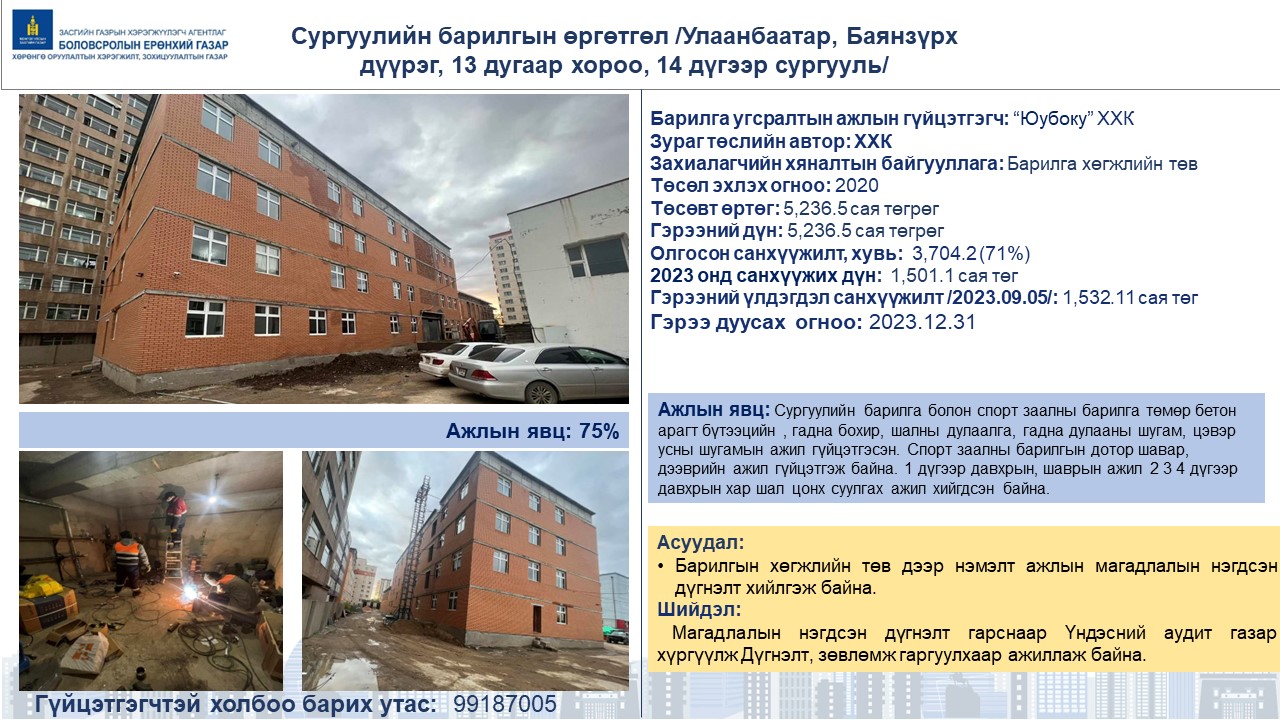 ЗАСГИЙН ГАЗРЫН ХЭРЭГЖҮҮЛЭГЧ АГЕНТЛАГ
БОЛОВСРОЛЫН ЕРӨНХИЙ ГАЗАР
ХӨРӨНГӨ ОРУУЛАЛТЫН ХЭРЭГЖИЛТ, ЗОХИЦУУЛАЛТЫН ГАЗАР
Сургуулийн барилгын өргөтгөл /Улаанбаатар, Баянзүрх
дүүрэг, 13 дугаар хороо, 14 дүгээр сургууль/
Барилга угсралтын ажлын гүйцэтгэгч: “Юубоку” ХХК
Зураг төслийн автор: ХХК
Захиалагчийн хяналтын байгууллага: Барилга хөгжлийн төв
Төсөл эхлэх огноо: 2020
Төсөвт өртөг: 5,236.5 сая төгрөг
Гэрээний дүн: 5,236.5 сая төгрөг
Олгосон санхүүжилт, хувь: 3,704.2 (71%)
2023 онд санхүүжих дүн: 1,501.1 сая төг
Гэрээний үлдэгдэл санхүүжилт /2023.09.05/: 1,532.11 сая төг
Гэрээ дуусах огноо: 2023.12.31
Ажлын явц: 75%
Ажлын явц: Сургуулийн барилга болон спорт заалны барилга төмөр бетон
арагт бүтээцийн , гадна бохир, шалны дулаалга, гадна дулааны шугам, цэвэр
усны шугамын ажил гүйцэтгэсэн. Спорт заалны барилгын дотор шавар,
дээврийн ажил гүйцэтгэж байна. 1 дүгээр давхрын, шаврын ажил 2 3 4 дүгээр
давхрын хар шал цонх суулгах ажил хийгдсэн байна.
Асуудал:
• Барилгын хөгжлийн төв дээр нэмэлт ажлын магадлалын нэгдсэн
дүгнэлт хийлгэж байна.
Шийдэл:
Магадлалын нэгдсэн дүгнэлт гарснаар Үндэсний аудит газар
хүргүүлж Дүгнэлт, зөвлөмж гаргуулхаар ажиллаж байна.
Гүйцэтгэгчтэй холбоо барих утас: 99187005